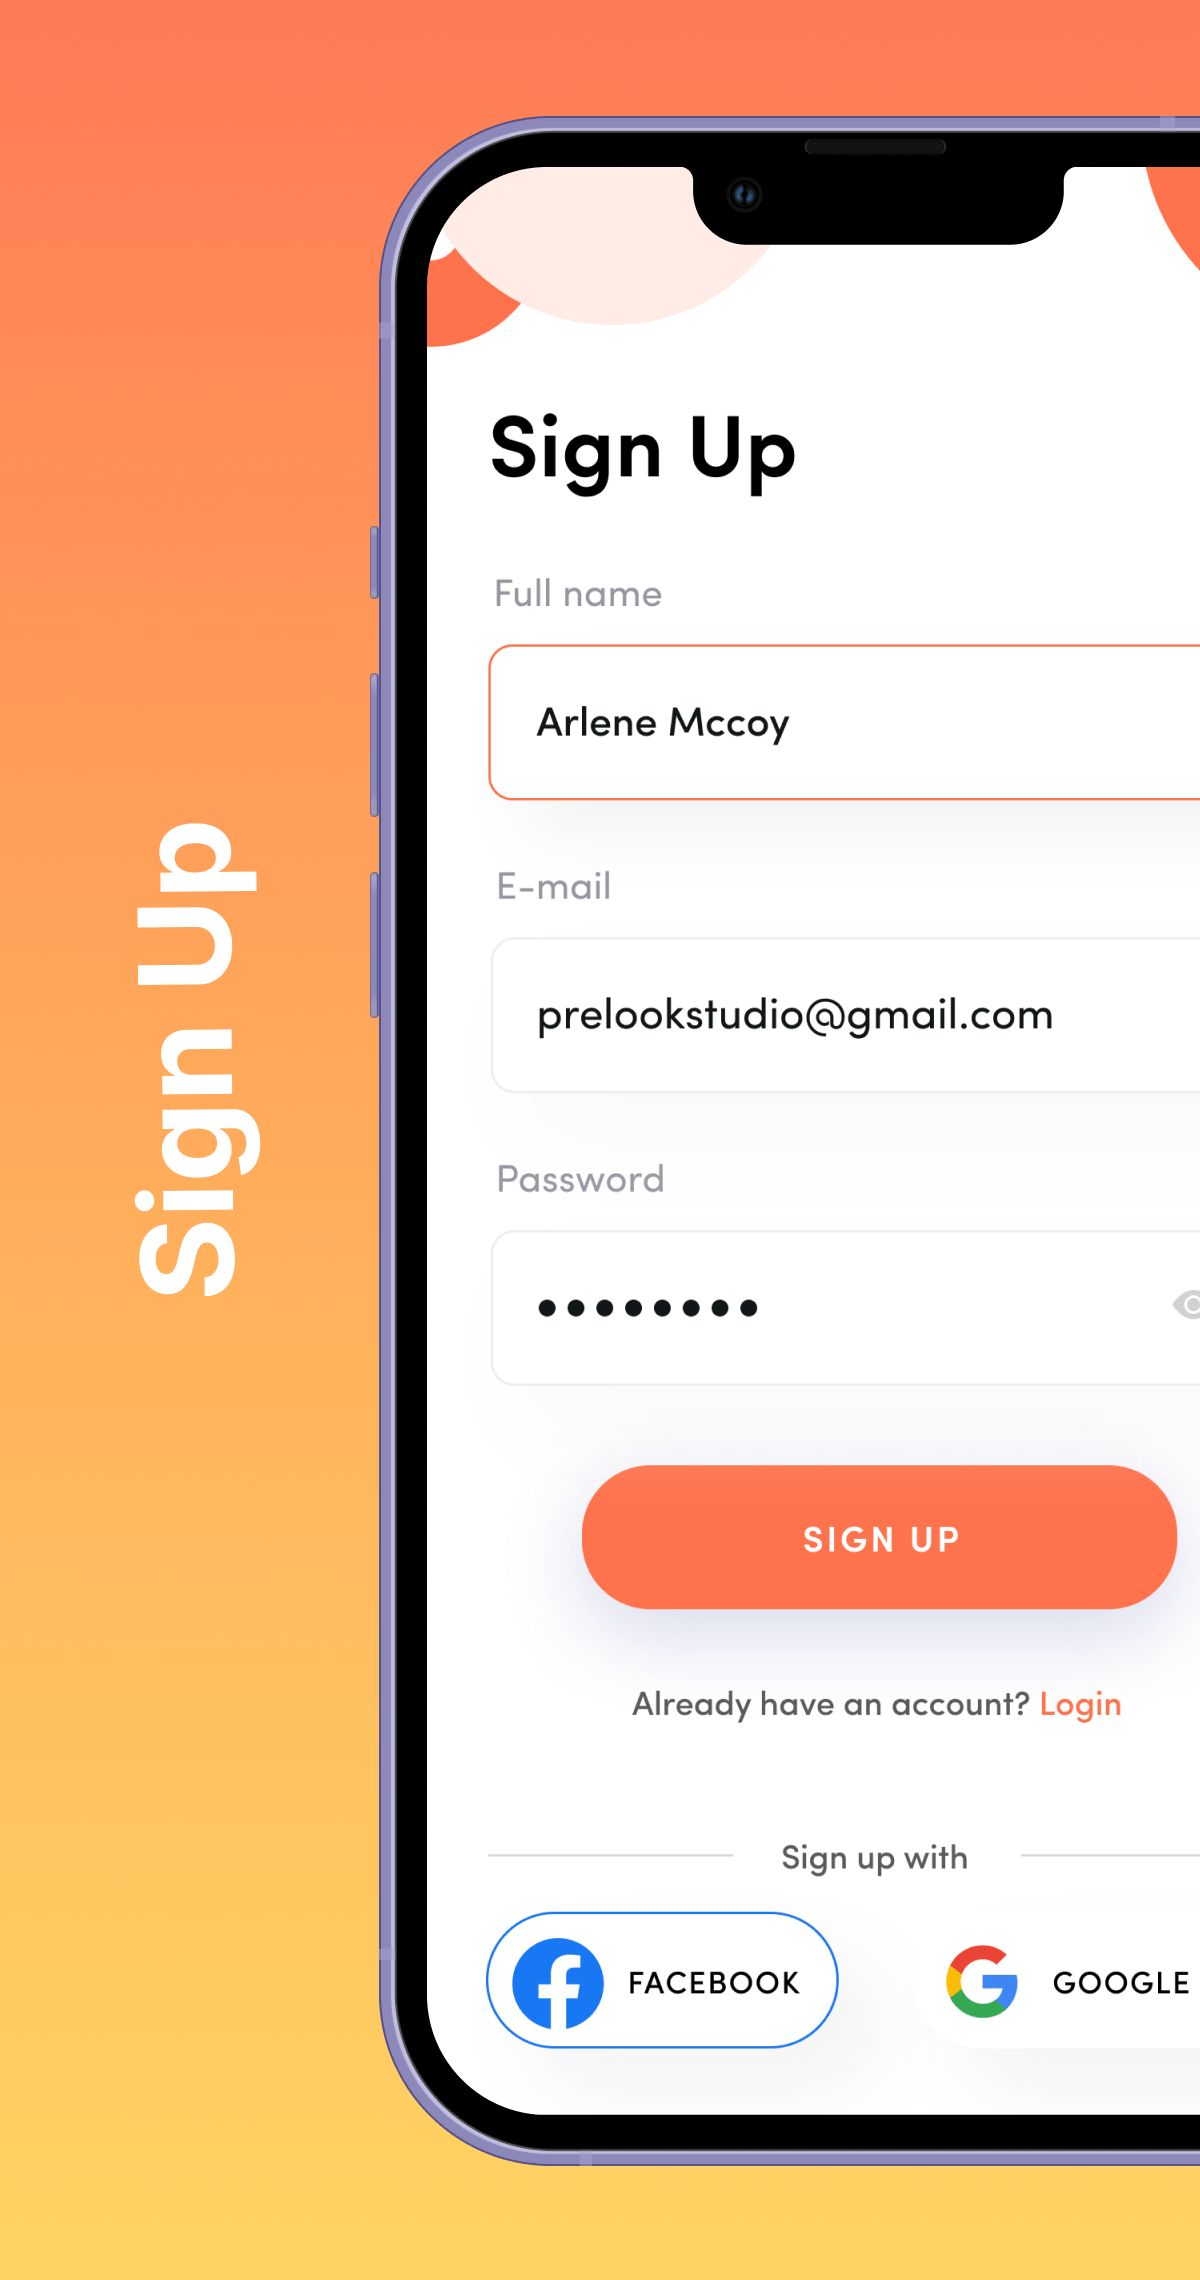 Sign Up
Sign Up
Full name
Arlene Mccoy
E-mail
prelookstudio@gmail.com
Password
••••••••
SIGN UP
Already have an account? Login
Sign up with
FACEBOOK
GOOGLE